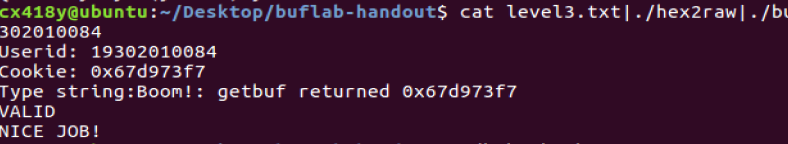 cx418y@ubuntu:~/Desktop/buflab-handout$ cat level3.txt|./hex2raw|./bu
302010084
Userid: 19302010084
Cookie: 0x67d973f7
Type string:Boom!: getbuf returned 0x67d973f7
VALID
NICE JOB!